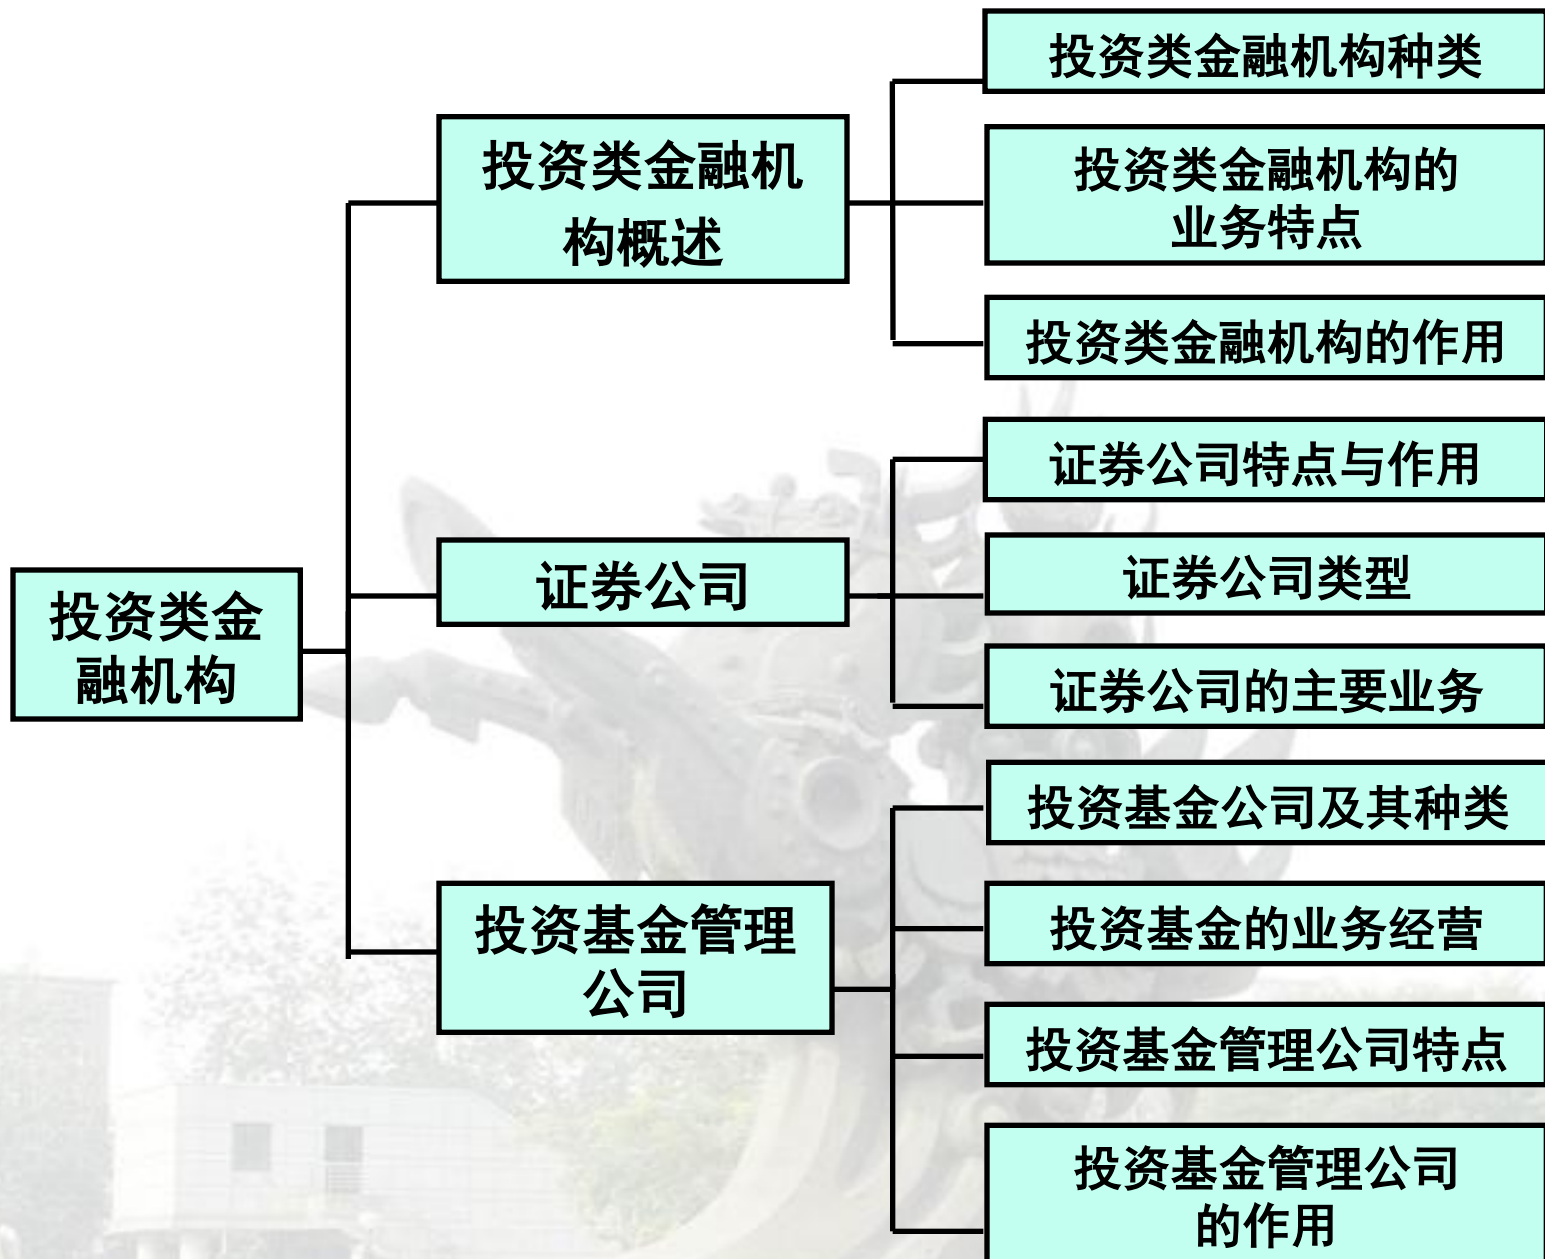 投资类金融机构种类
投资类金融机
构概述
投资类金融机构的
业务特点
投资类金融机构的作用
证券公司特点与作用
证券公司
证券公司类型
证券公司的主要业务
投资类金
融机构
投资基金公司及其种类
投资基金管理
公司
投资基金的业务经营
投资基金管理公司特点
投资基金管理公司
的作用